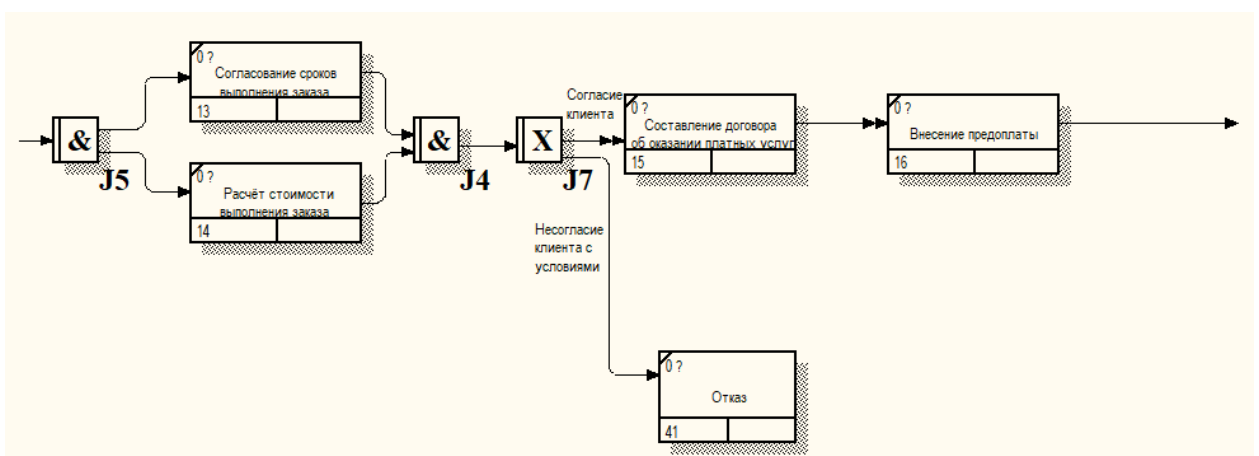 0 ?
Согласование сроков
выполнения заказа
13
&
J5
0 ?
Расчёт стоимости
выполнения заказа
14
&
J4
X
J7
Согласие
клиента
0 ?
Составление договора
об оказании платных услуг
15
0 ?
Внесение предоплаты
16
Несогласие
клиента с
условиями
0 ?
Отказ
41